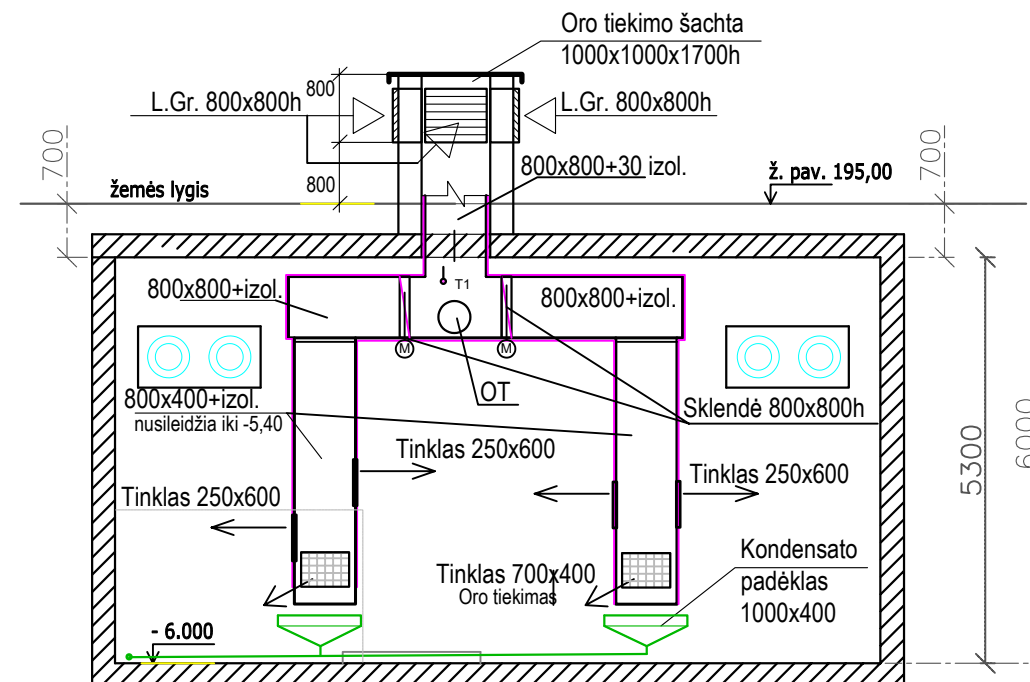 Oro tiekimo šachta
1000x1000x1700h
800
L.Gr. 800x800h
L.Gr. 800x800h
700
700
800
800x800+30 izol.
ž. pav. 195,00
žemės lygis
T1
800x800+izol.
800x800+izol.
M
M
OT
800x400+izol.
nusileidžia iki -5,40
Sklendė 800x800h
Tinklas 250x600
Tinklas 250x600
Tinklas 250x600
5300
6000
Kondensato
padėklas
1000x400
Tinklas 700x400
Oro tiekimas
- 6.000